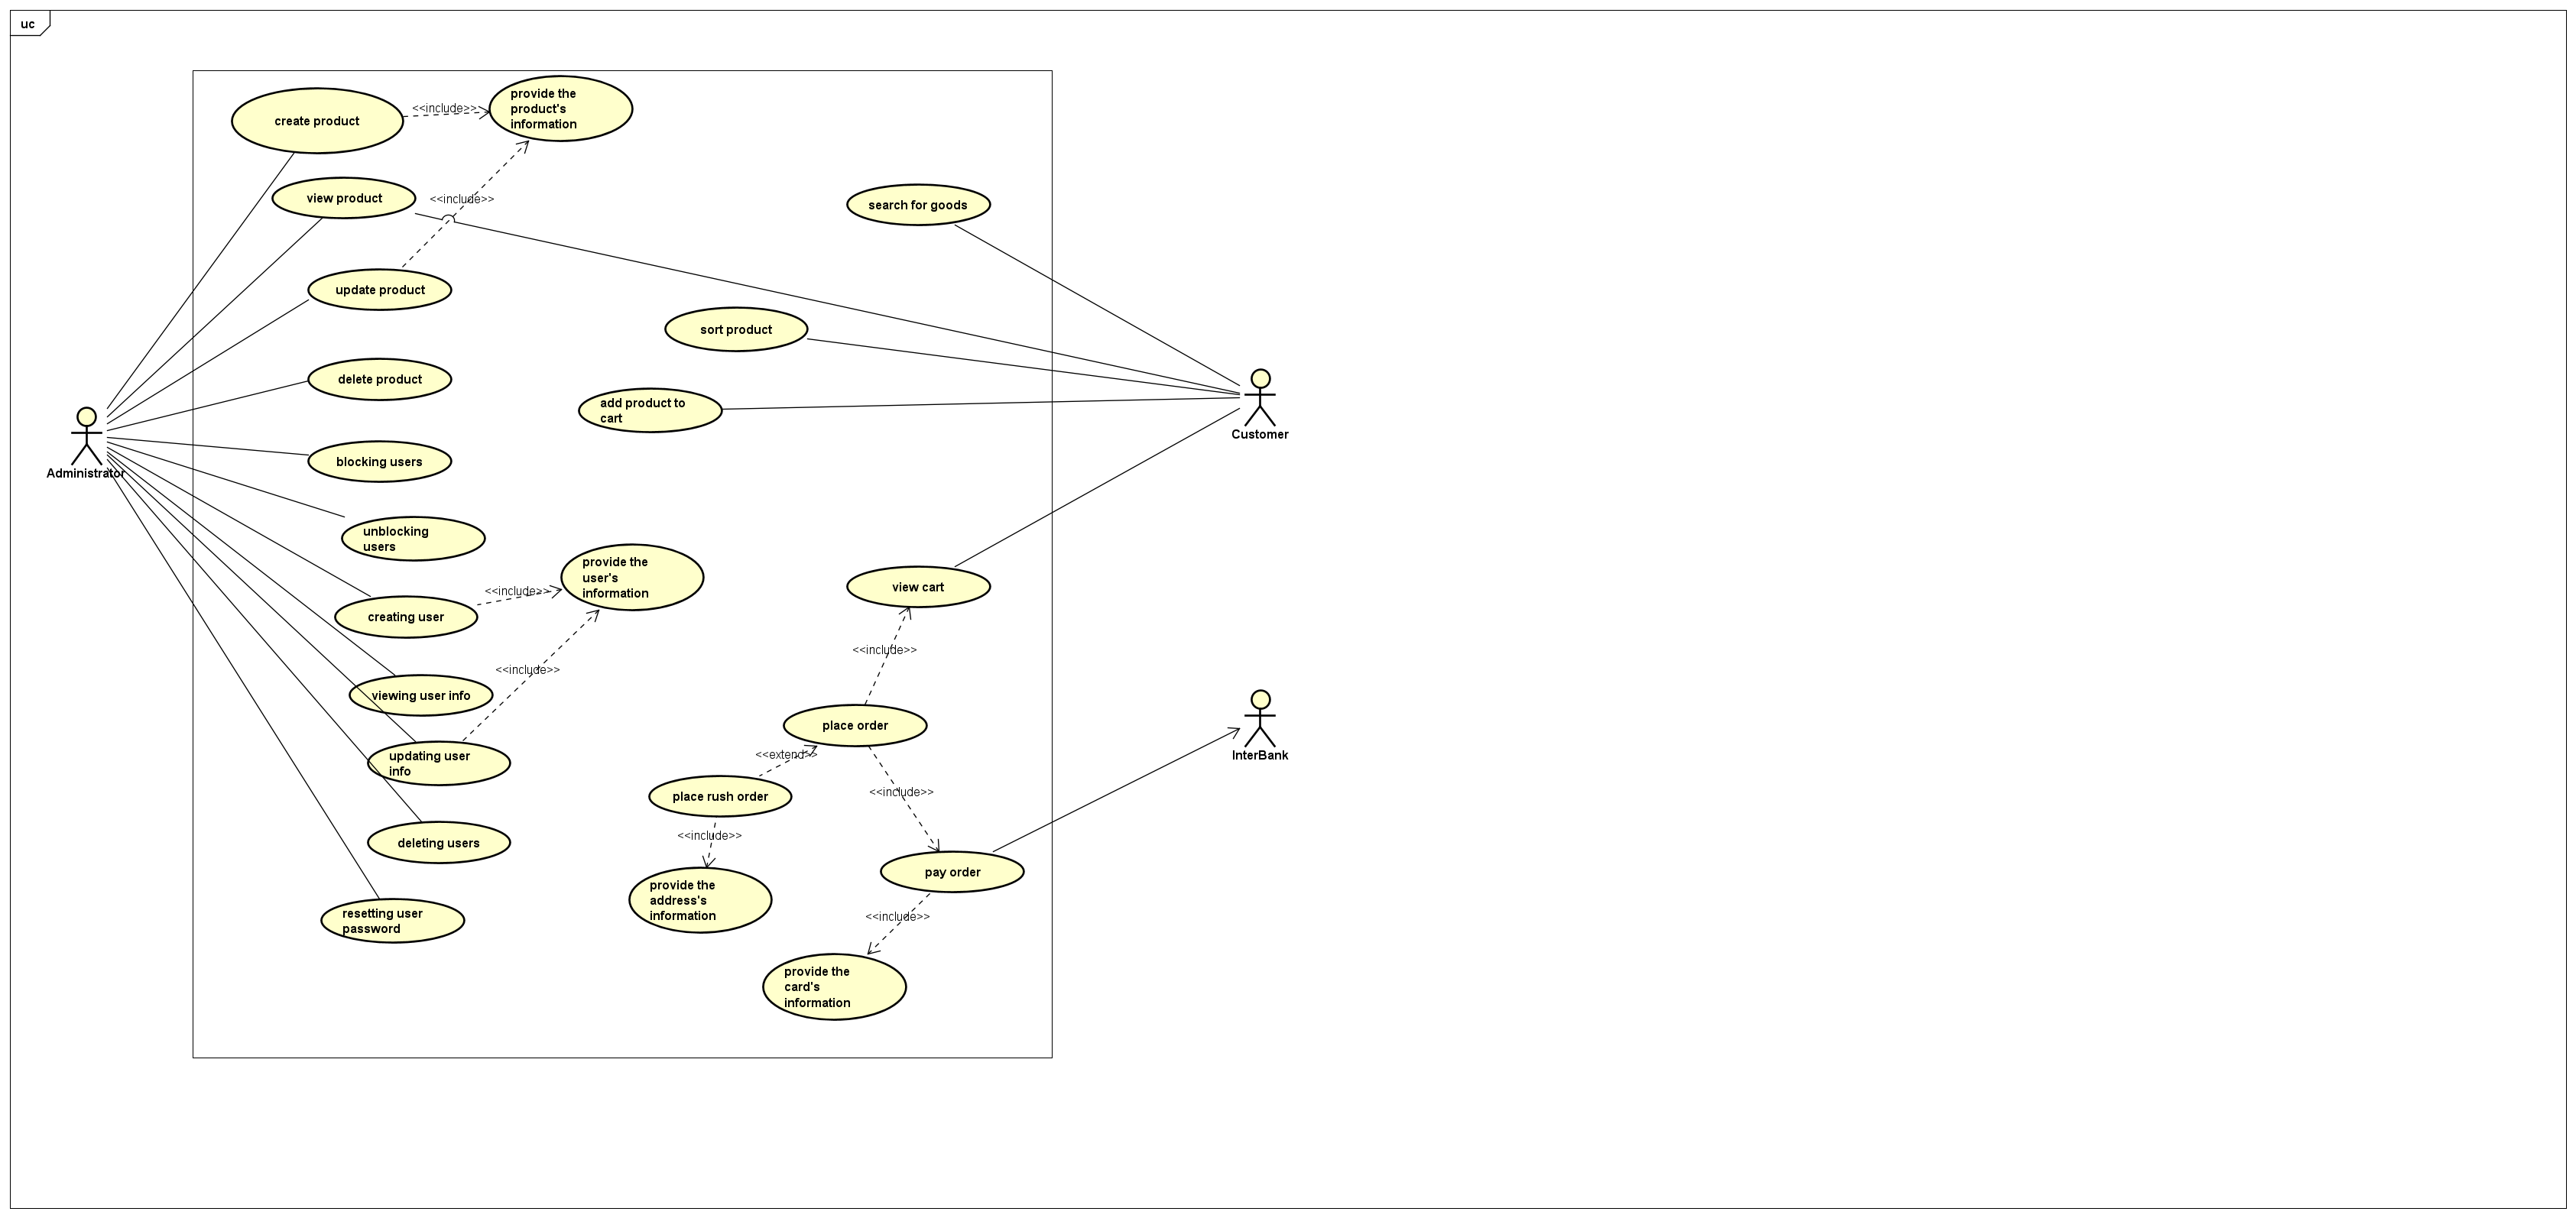 uc
create product
<<include>>
provide the
product's
information
view product
<<include>>
search for goods
update product
sort product
delete product
add product to
cart
Customer
Administrator
blocking users
unblocking
users
provide the
user's
information
creating user
<<include>>
view cart
<<include>>
<<include>>
viewing user info
place order
InterBank
updating user
info
<<extend>>
place rush order
<<include>>
<<include>>
deleting users
pay order
provide the
address's
information
resetting user
password
<<include>>
provide the
card's
information